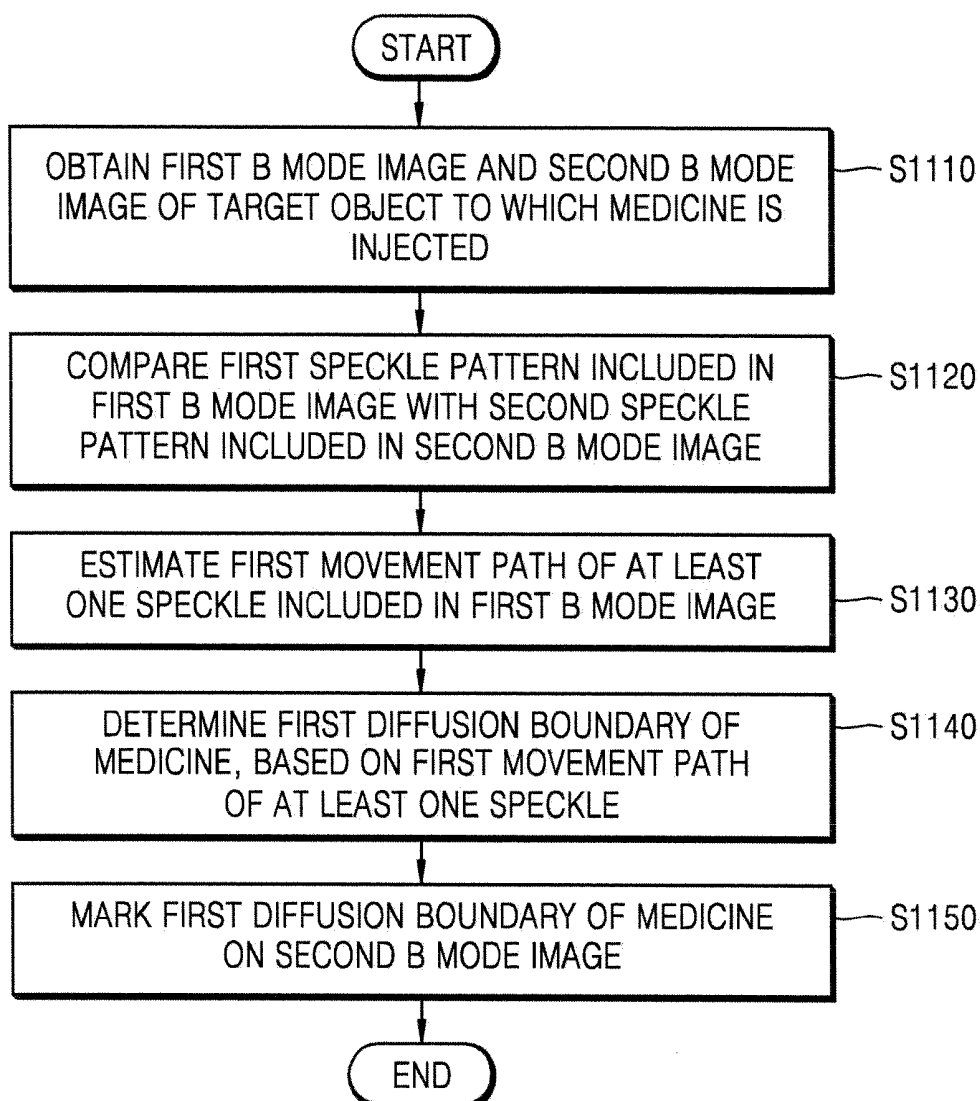 START
OBTAIN FIRST B MODE IMAGE AND SECOND B MODE
IMAGE OF TARGET OBJECT TO WHICH MEDICINE IS
INJECTED
S1110
COMPARE FIRST SPECKLE PATTERN INCLUDED IN
FIRST B MODE IMAGE WITH SECOND SPECKLE
PATTERN INCLUDED IN SECOND B MODE IMAGE
S1120
ESTIMATE FIRST MOVEMENT PATH OF AT LEAST
ONE SPECKLE INCLUDED IN FIRST B MODE IMAGE
S1130
DETERMINE FIRST DIFFUSION BOUNDARY OF
MEDICINE, BASED ON FIRST MOVEMENT PATH
OF AT LEAST ONE SPECKLE
S1140
MARK FIRST DIFFUSION BOUNDARY OF MEDICINE
ON SECOND B MODE IMAGE
S1150
END